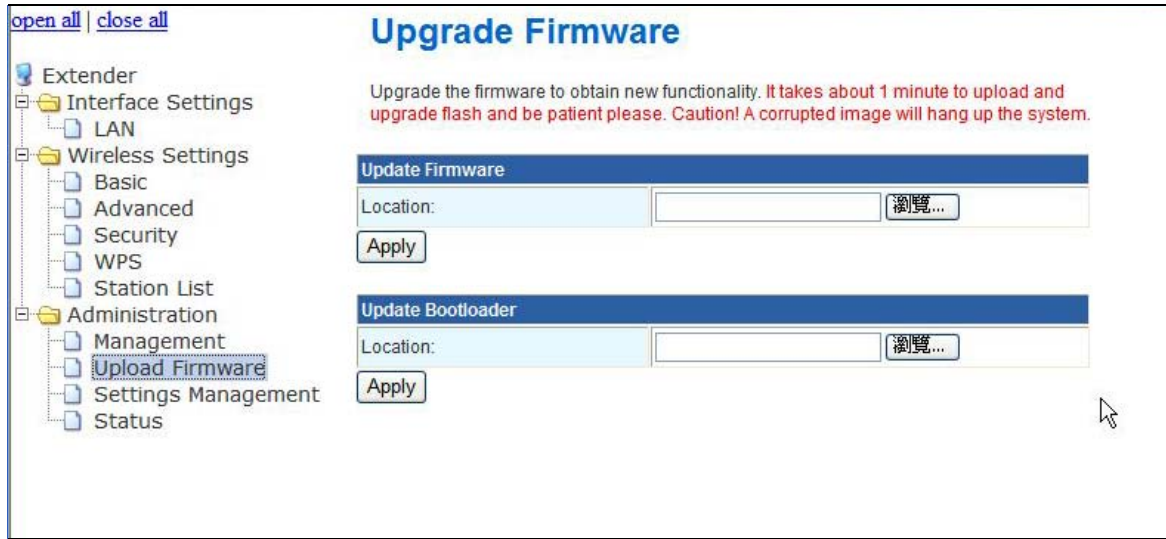 open all | close all
Extender
Interface Settings
LAN
Wireless Settings
Basic
Advanced
Security
WPS
Station List
Administration
Management
Upload Firmware
Settings Management
Status
Upgrade Firmware
Upgrade the firmware to obtain new functionality. It takes about 1 minute to upload and
upgrade flash and be patient please. Caution! A corrupted image will hang up the system.
Update Firmware
Location: 瀏覽...
Apply
Update Bootloader
Location: 瀏覽...
Apply